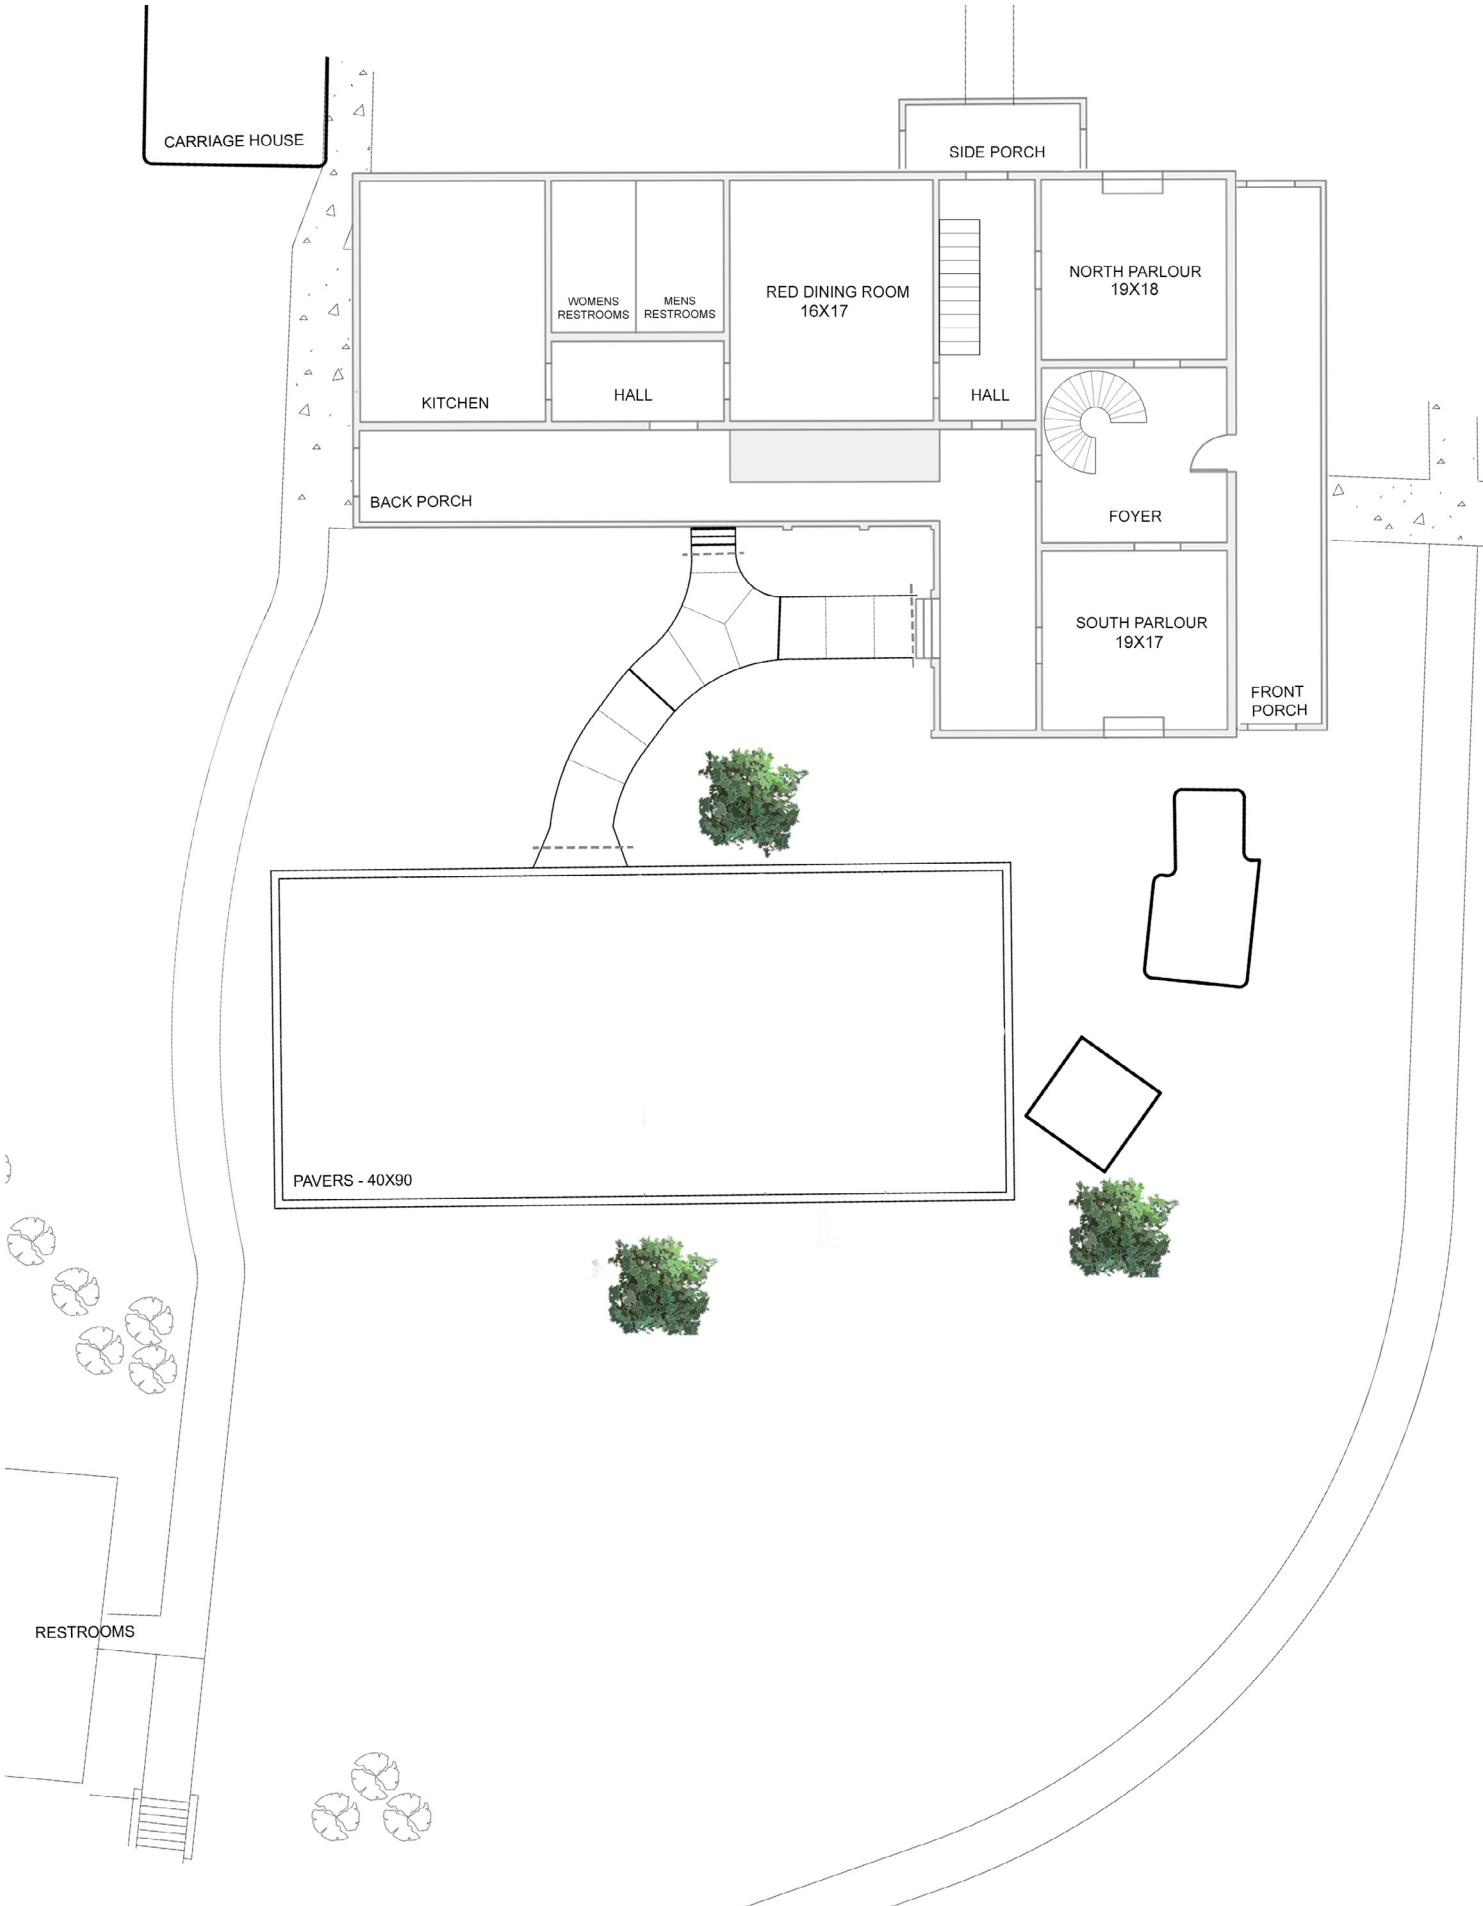 CARRIAGE HOUSE
SIDE PORCH
NORTH PARLOUR
19X18
RED DINING ROOM
16X17
WOMENS
RESTROOMS
MENS
RESTROOMS
KITCHEN
HALL
HALL
BACK PORCH
FOYER
SOUTH PARLOUR
19X17
FRONT
PORCH
PAVERS - 40X90
RESTROOMS